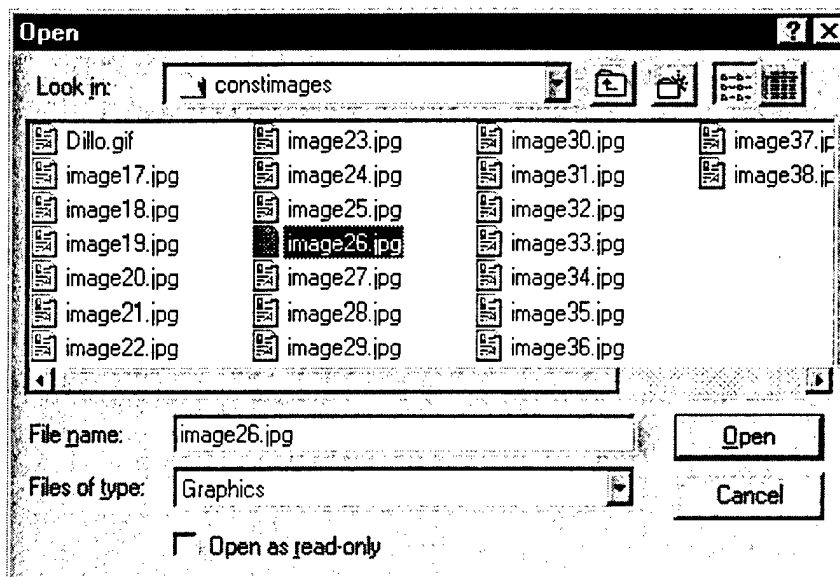 Open
Look in: constimages
Dillo.gif
image17.jpg
image18.jpg
image19.jpg
image20.jpg
image21.jpg
image22.jpg
image23.jpg
image24.jpg
image25.jpg
image26.jpg
image27.jpg
image28.jpg
image29.jpg
image30.jpg
image31.jpg
image32.jpg
image33.jpg
image34.jpg
image35.jpg
image36.jpg
image37.jp
image38.jp
File name: image26.jpg Open
Files of type: Graphics Cancel
Open as read-only